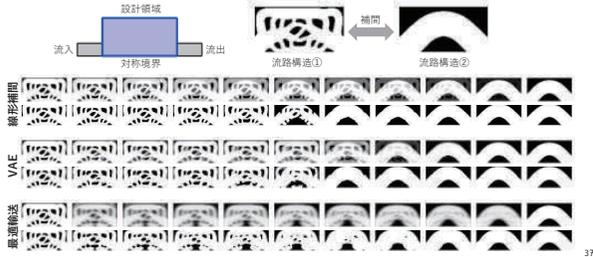 設計領域
流入
流出
対称境界
補間
流路構造①
流路構造②
線形補間
VAE
最適輸送
37